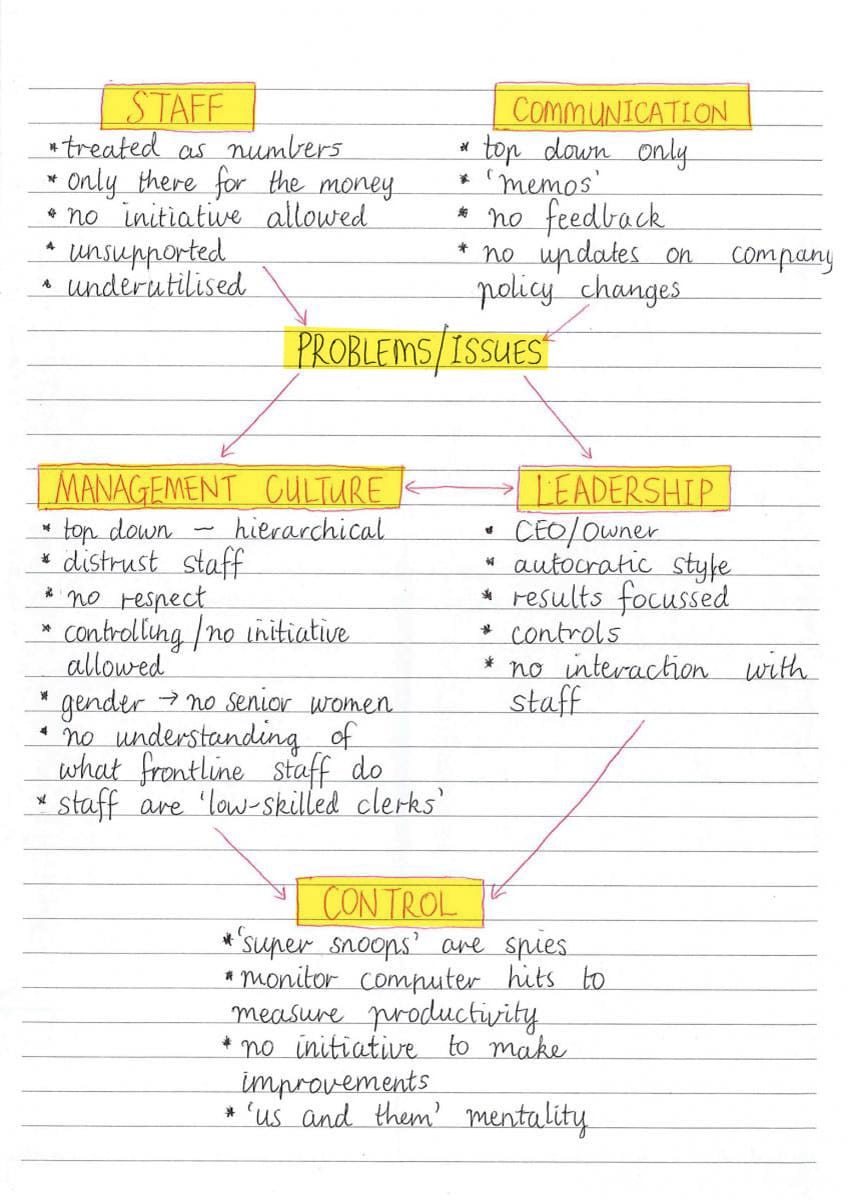 STAFF
* treated as numbers
* only there for the money
* no initiative allowed
* unsupported
* underutilised
COMMUNICATION
* top down only
* 'memos'
* no feedback
* no updates on company
policy changes
PROBLEMS/ISSUES
MANAGEMENT CULTURE
* top down – hierarchical
* distrust staff
* no respect
* controlling/no initiative
allowed
* gender → no senior women
* no understanding of
what frontline staff do
* staff are 'low-skilled clerks'
LEADERSHIP
* CEO/Owner
* autocratic style
* results focussed
* controls
* no interaction with
staff
CONTROL
* 'super snoops' are spies
* monitor computer hits to
measure productivity
* no initiative to make
improvements
* 'us and them' mentality